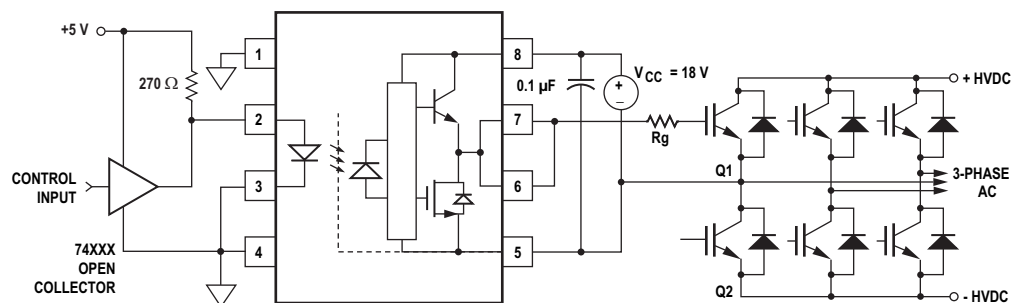 +5 V
270 Ω
CONTROL
INPUT
74XXX
OPEN
COLLECTOR
1
2
3
4
8
7
6
5
0.1 µF
VCC = 18 V
+
–
Rg
Q1
Q2
+ HVDC
3-PHASE
AC
- HVDC